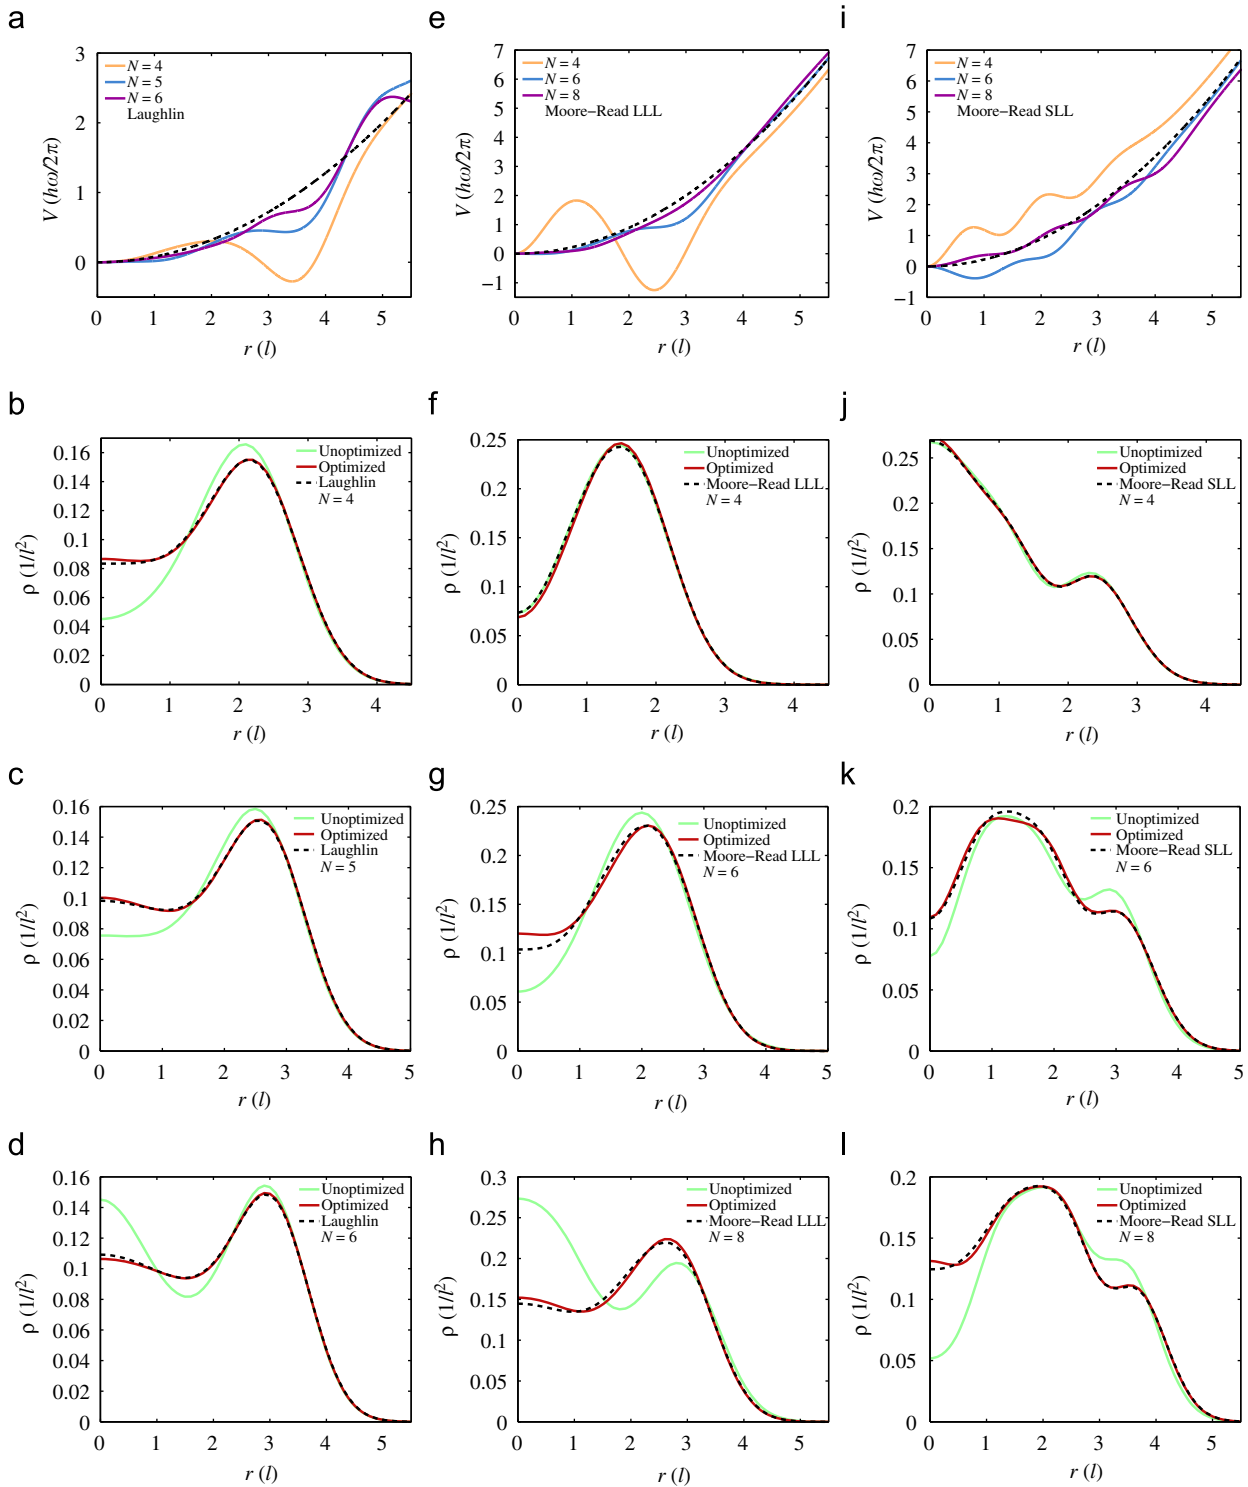 a
V (ħω/2π)
3
2
1
0
N = 4
N = 5
N = 6
Laughlin
0 1 2 3 4 5
r (l)
e
V (ħω/2π)
7
6
5
4
3
2
1
0
−1
N = 4
N = 6
N = 8
Moore−Read LLL
0 1 2 3 4 5
r (l)
i
V (ħω/2π)
7
6
5
4
3
2
1
0
−1
N = 4
N = 6
N = 8
Moore−Read SLL
0 1 2 3 4 5
r (l)
b
ρ (1/l²)
0.16
0.14
0.12
0.1
0.08
0.06
0.04
0.02
0
Unoptimized
Optimized
Laughlin
N = 4
0 1 2 3 4
r (l)
f
ρ (1/l²)
0.25
0.2
0.15
0.1
0.05
0
Unoptimized
Optimized
Moore−Read LLL
N = 4
0 1 2 3 4
r (l)
j
ρ (1/l²)
0.25
0.2
0.15
0.1
0.05
0
Unoptimized
Optimized
Moore−Read SLL
N = 4
0 1 2 3 4
r (l)
c
ρ (1/l²)
0.16
0.14
0.12
0.1
0.08
0.06
0.04
0.02
0
Unoptimized
Optimized
Laughlin
N = 5
0 1 2 3 4 5
r (l)
g
ρ (1/l²)
0.25
0.2
0.15
0.1
0.05
0
Unoptimized
Optimized
Moore−Read LLL
N = 6
0 1 2 3 4 5
r (l)
k
ρ (1/l²)
0.2
0.15
0.1
0.05
0
Unoptimized
Optimized
Moore−Read SLL
N = 6
0 1 2 3 4 5
r (l)
d
ρ (1/l²)
0.16
0.14
0.12
0.1
0.08
0.06
0.04
0.02
0
Unoptimized
Optimized
Laughlin
N = 6
0 1 2 3 4 5
r (l)
h
ρ (1/l²)
0.3
0.25
0.2
0.15
0.1
0.05
0
Unoptimized
Optimized
Moore−Read LLL
N = 8
0 1 2 3 4 5
r (l)
l
ρ (1/l²)
0.2
0.15
0.1
0.05
0
Unoptimized
Optimized
Moore−Read SLL
N = 8
0 1 2 3 4 5
r (l)